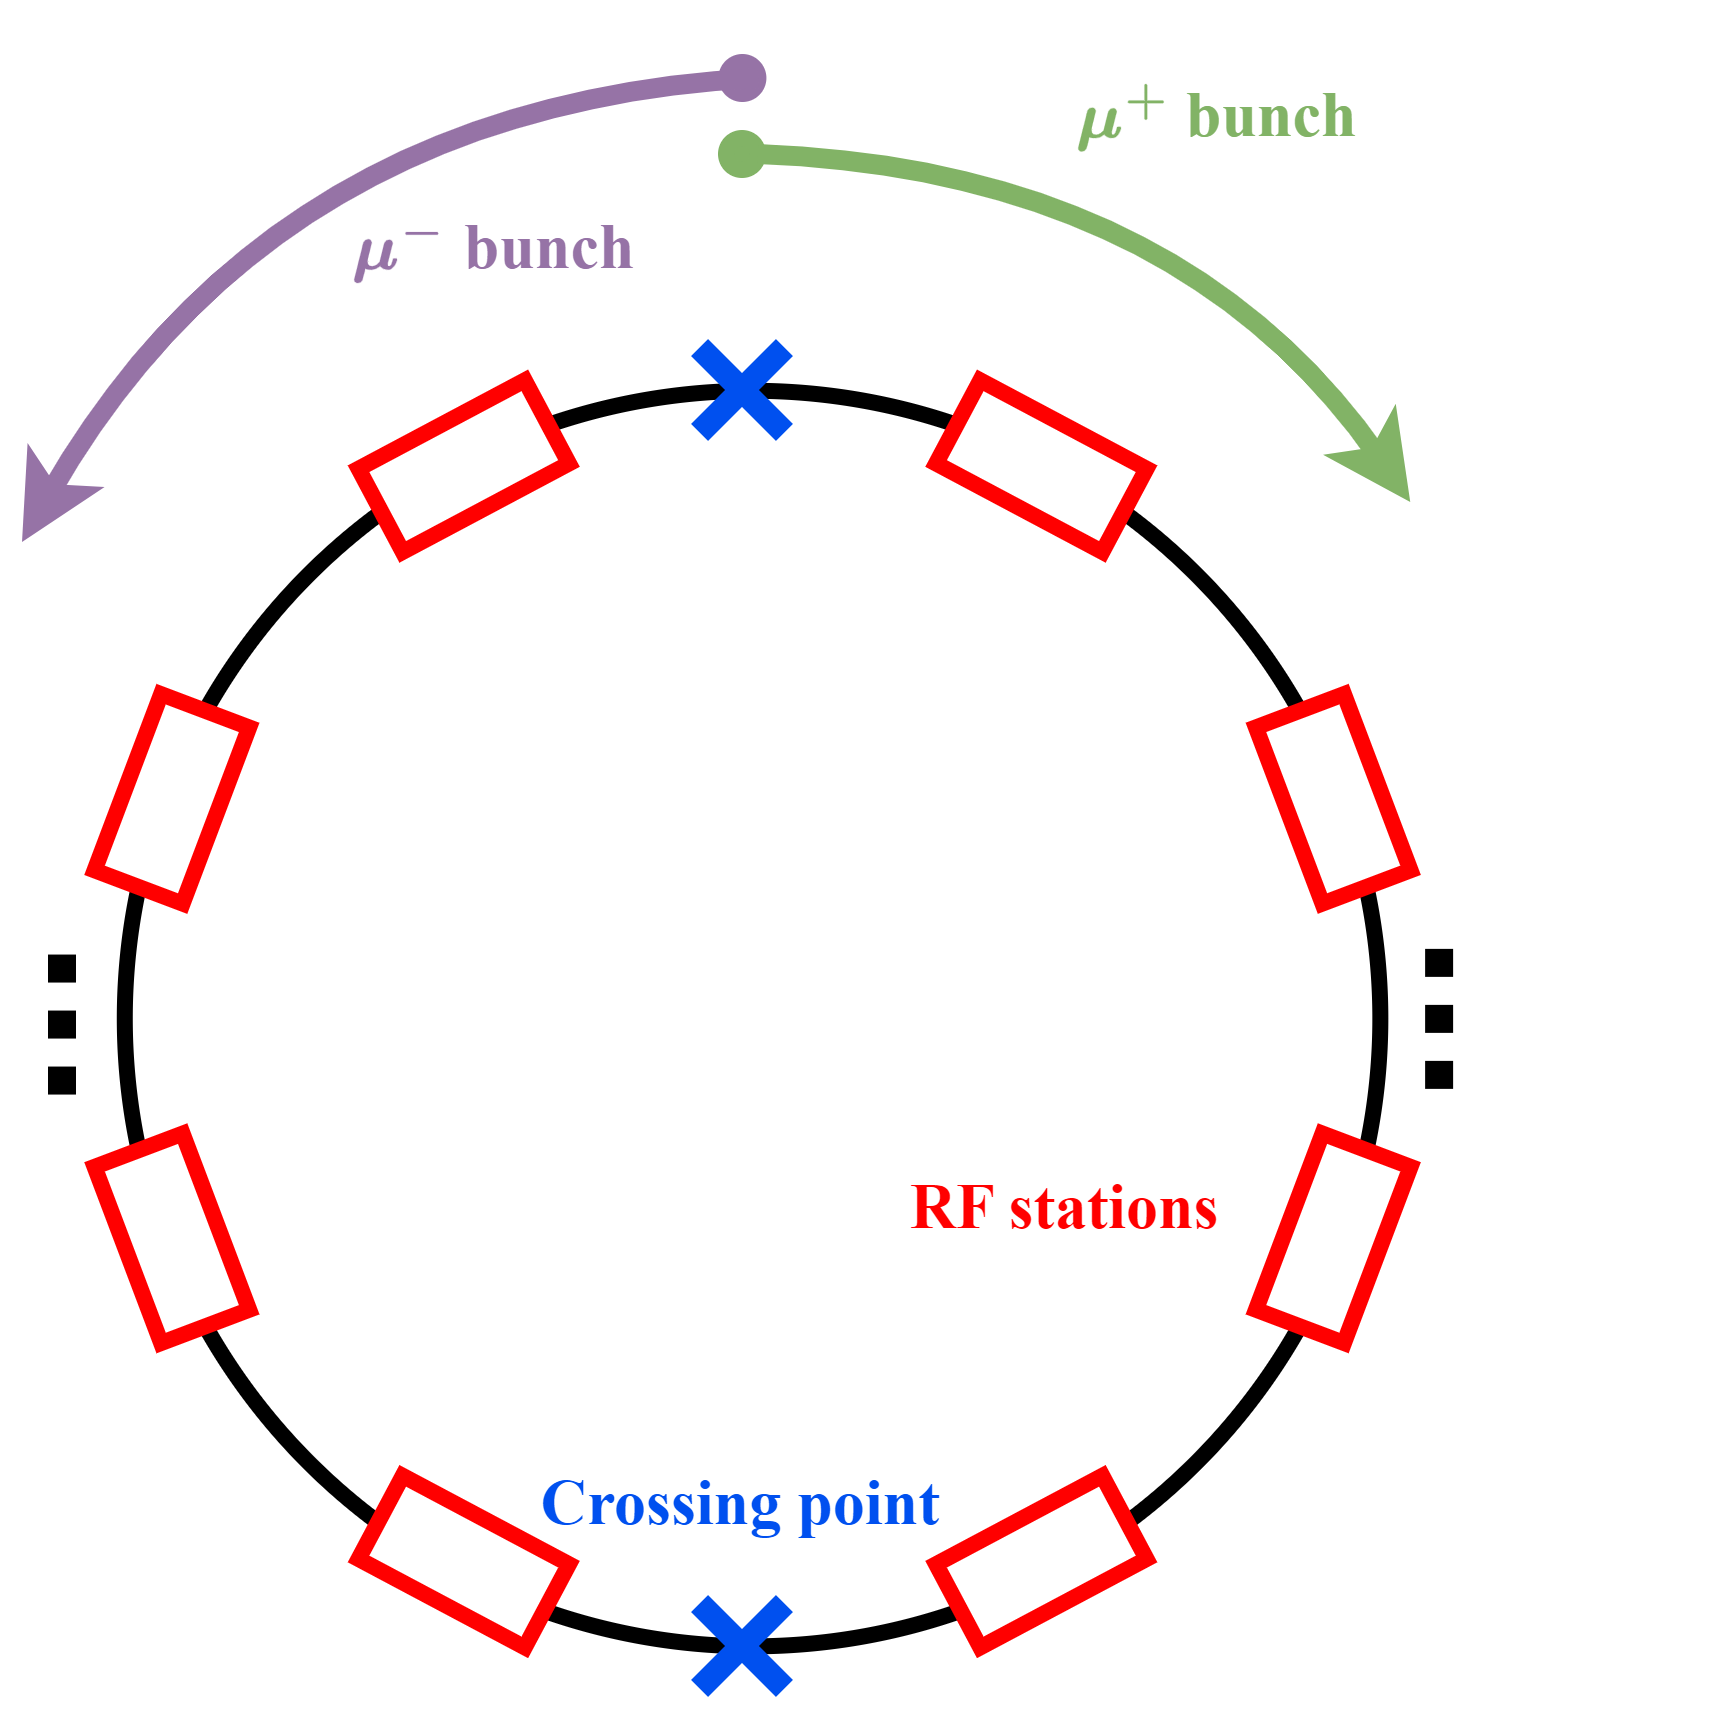 μ⁺ bunch
μ⁻ bunch
RF stations
Crossing point